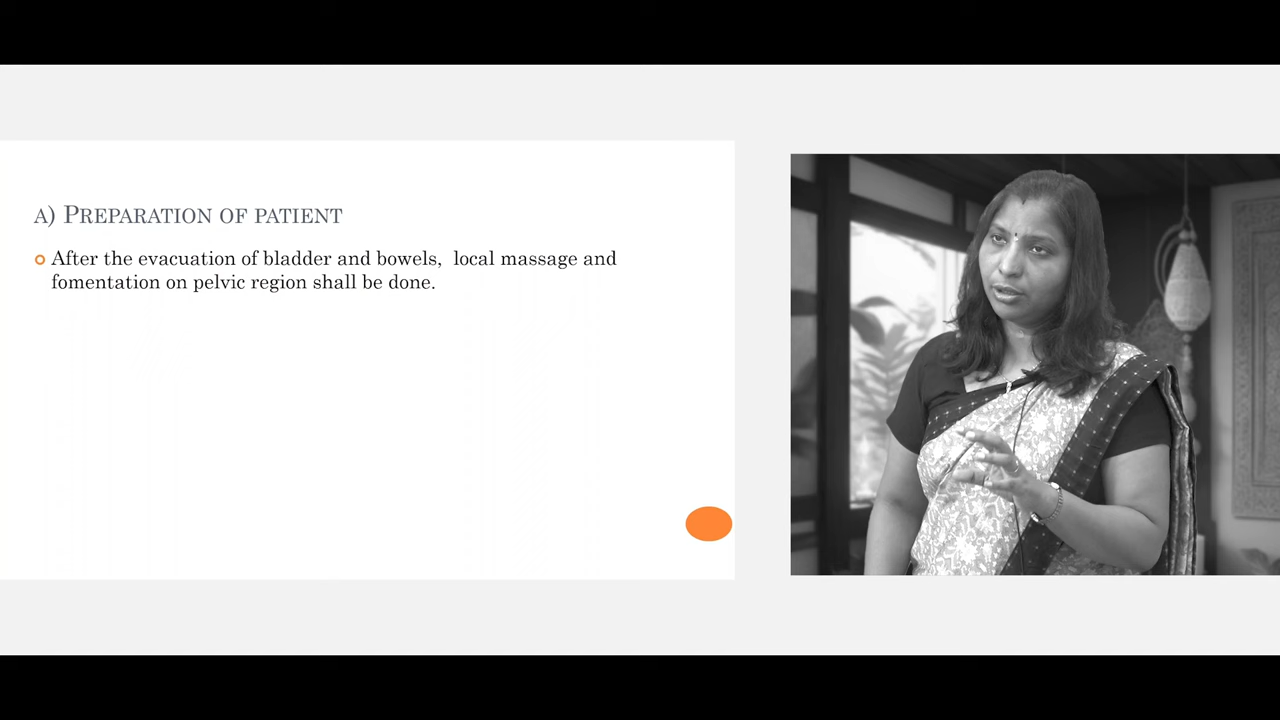 A) PREPARATION OF PATIENT
After the evacuation of bladder and bowels,  local massage and
fomentation on pelvic region shall be done.